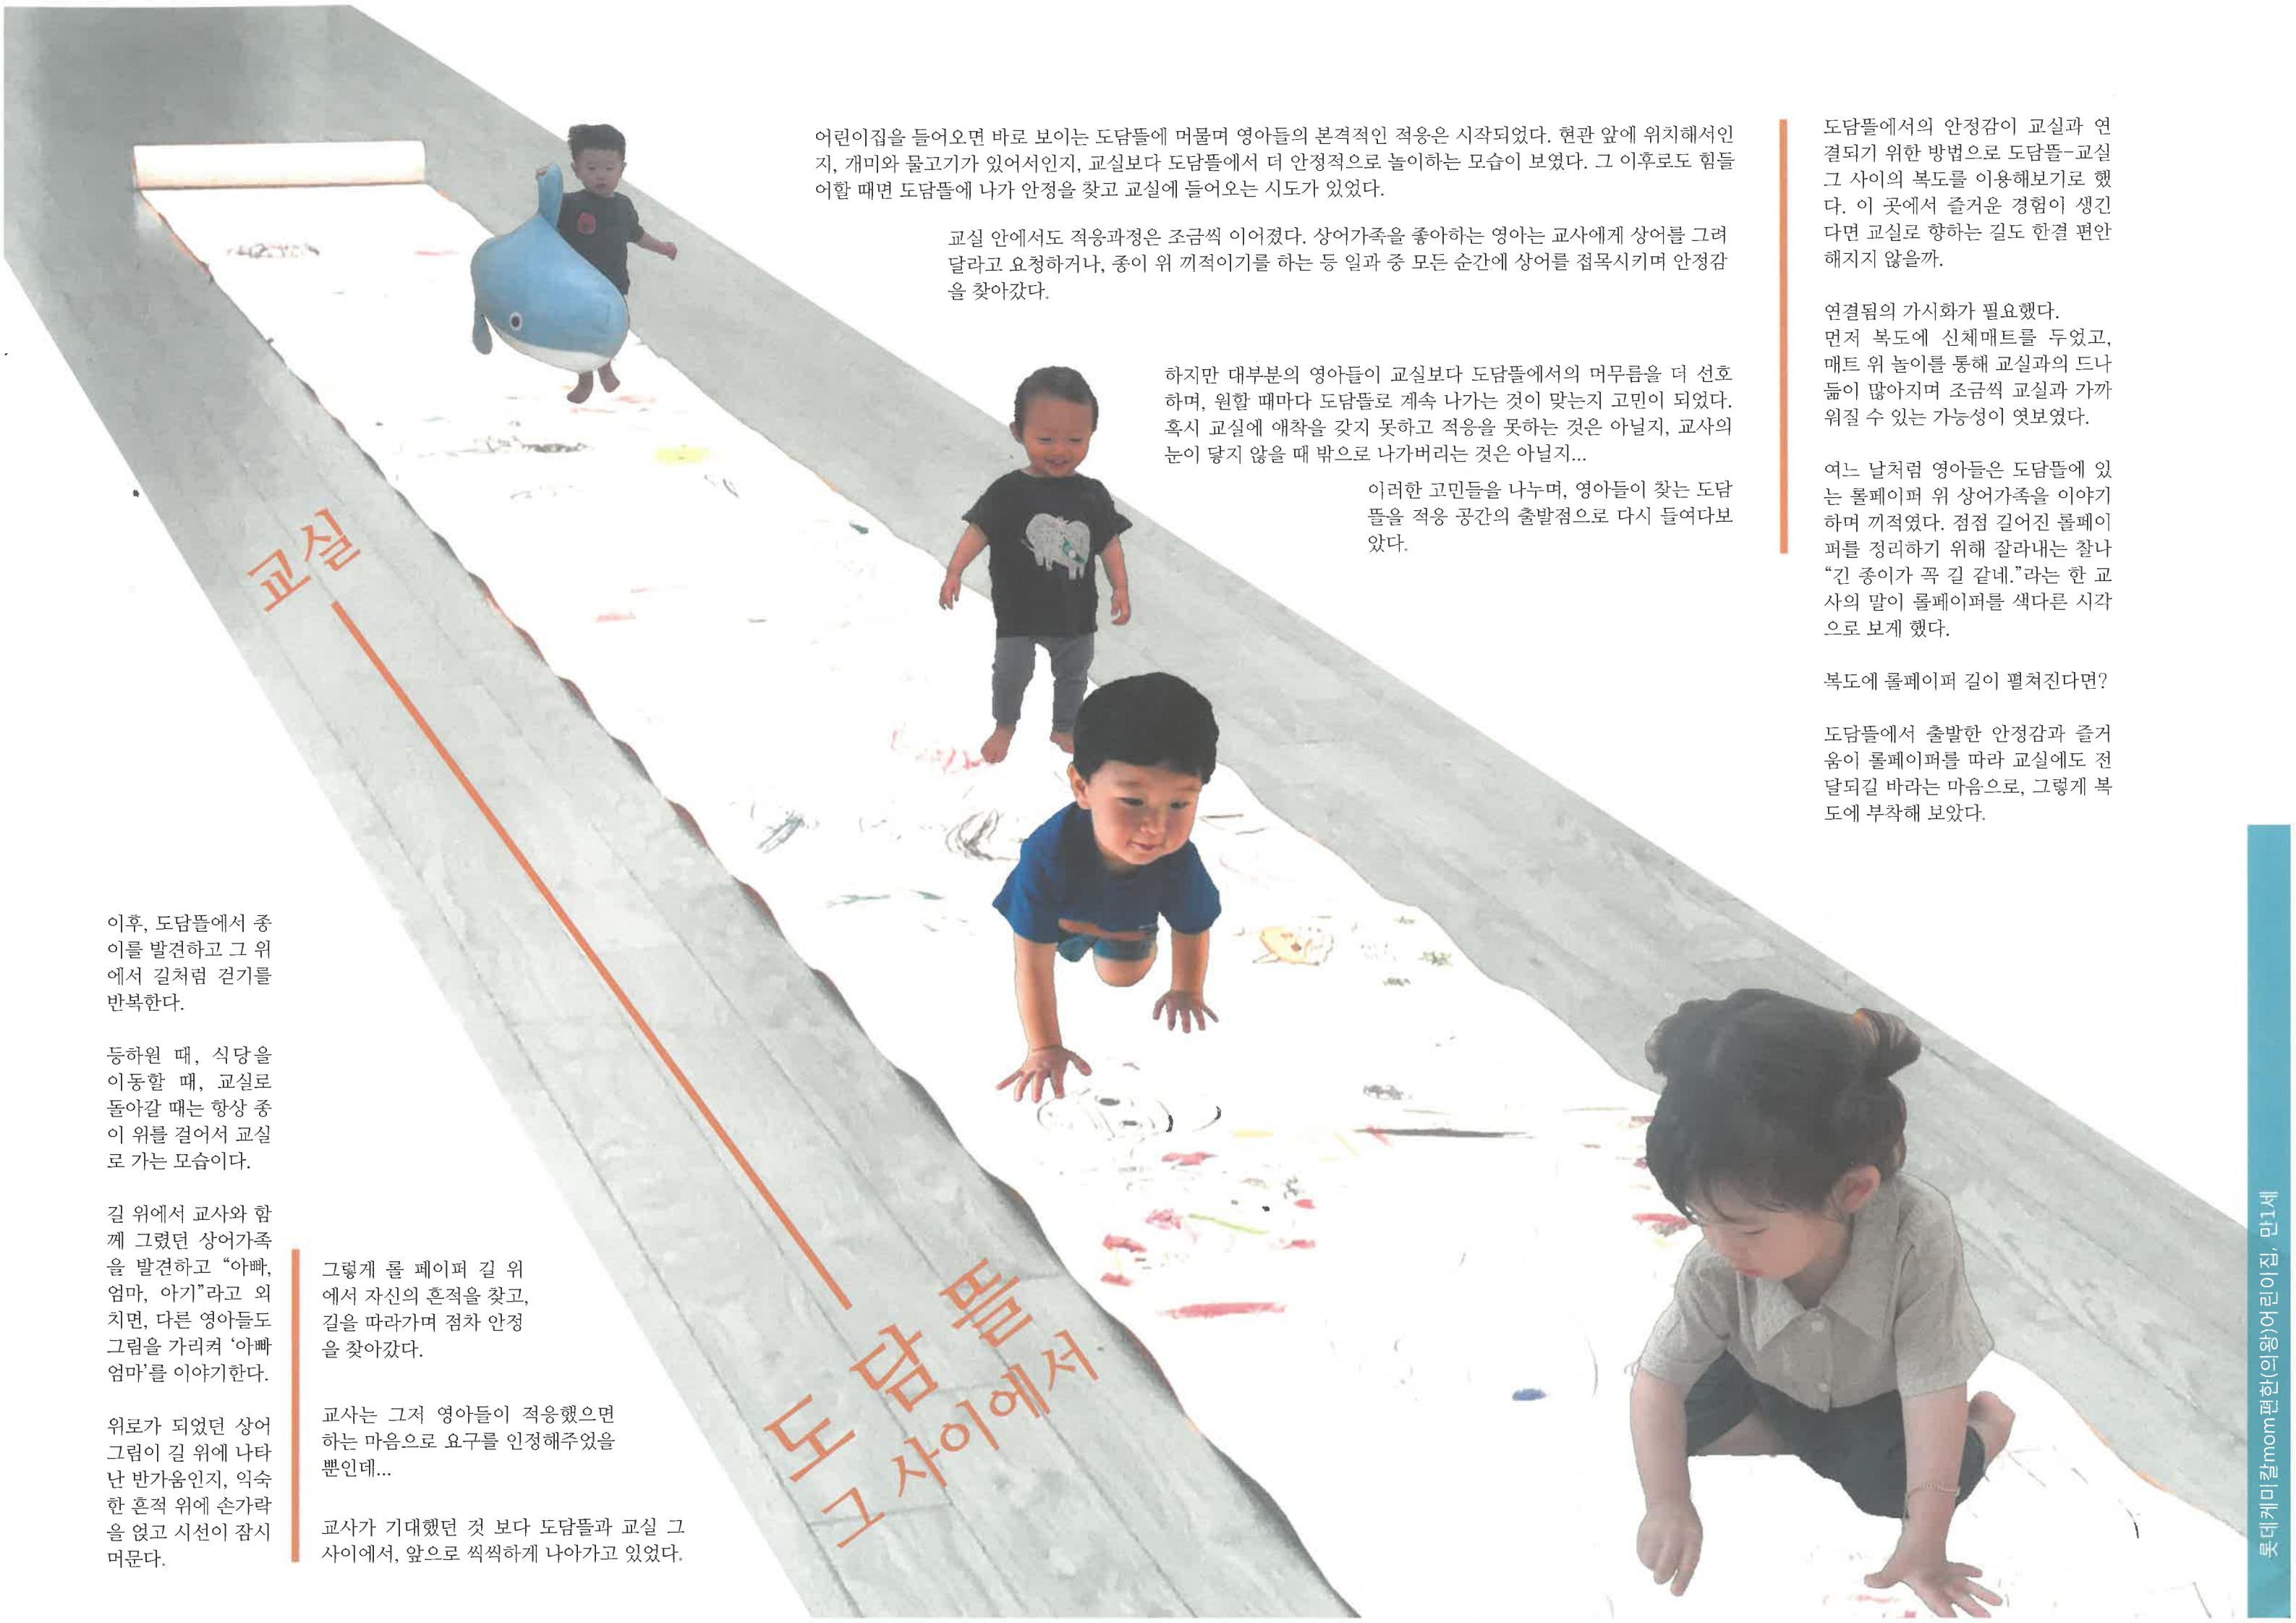 교실
도담뜰
그 사이에서
어린이집을 들어오면 바로 보이는 도담뜰에 머물며 영아들의 본격적인 적응은 시작되었다. 현관 앞에 위치해서인
지, 개미와 물고기가 있어서인지, 교실보다 도담뜰에서 더 안정적으로 놀이하는 모습이 보였다. 그 이후로도 힘들
어할 때면 도담뜰에 나가 안정을 찾고 교실에 들어오는 시도가 있었다.
교실 안에서도 적응과정은 조금씩 이어졌다. 상어가족을 좋아하는 영아는 교사에게 상어를 그려
달라고 요청하거나, 종이 위 끼적이기를 하는 등 일과 중 모든 순간에 상어를 접목시키며 안정감
을 찾아갔다.
하지만 대부분의 영아들이 교실보다 도담뜰에서의 머무름을 더 선호
하며, 원할 때마다 도담뜰로 계속 나가는 것이 맞는지 고민이 되었다.
혹시 교실에 애착을 갖지 못하고 적응을 못하는 것은 아닐지, 교사의
눈이 닿지 않을 때 밖으로 나가버리는 것은 아닐지...
이러한 고민들을 나누며, 영아들이 찾는 도담
뜰을 적응 공간의 출발점으로 다시 들여다보
았다.
도담뜰에서의 안정감이 교실과 연
결되기 위한 방법으로 도담뜰-교실
그 사이의 복도를 이용해보기로 했
다. 이 곳에서 즐거운 경험이 생긴
다면 교실로 향하는 길도 한결 편안
해지지 않을까.
연결됨의 가시화가 필요했다.
먼저 복도에 신체매트를 두었고,
매트 위 놀이를 통해 교실과의 드나
듦이 많아지며 조금씩 교실과 가까
워질 수 있는 가능성이 엿보였다.
여느 날처럼 영아들은 도담뜰에 있
는 롤페이퍼 위 상어가족을 이야기
하며 끼적였다. 점점 길어진 롤페이
퍼를 정리하기 위해 잘라내는 찰나
“긴 종이가 꼭 길 같네.”라는 한 교
사의 말이 롤페이퍼를 색다른 시각
으로 보게 했다.
복도에 롤페이퍼 길이 펼쳐진다면?
도담뜰에서 출발한 안정감과 즐거
움이 롤페이퍼를 따라 교실에도 전
달되길 바라는 마음으로, 그렇게 복
도에 부착해 보았다.
이후, 도담뜰에서 종
이를 발견하고 그 위
에서 길처럼 걷기를
반복한다.
등하원 때, 식당을
이동할 때, 교실로
돌아갈 때는 항상 종
이 위를 걸어서 교실
로 가는 모습이다.
길 위에서 교사와 함
께 그렸던 상어가족
을 발견하고 “아빠,
엄마, 아기”라고 외
치면, 다른 영아들도
그림을 가리켜 ‘아빠
엄마’를 이야기한다.
위로가 되었던 상어
그림이 길 위에 나타
난 반가움인지, 익숙
한 흔적 위에 손가락
을 얹고 시선이 잠시
머문다.
그렇게 롤 페이퍼 길 위
에서 자신의 흔적을 찾고,
길을 따라가며 점차 안정
을 찾아갔다.
교사는 그저 영아들이 적응했으면
하는 마음으로 요구를 인정해주었을
뿐인데...
교사가 기대했던 것 보다 도담뜰과 교실 그
사이에서, 앞으로 씩씩하게 나아가고 있었다.
롯데케미칼mom편한(의왕)어린이집, 만1세